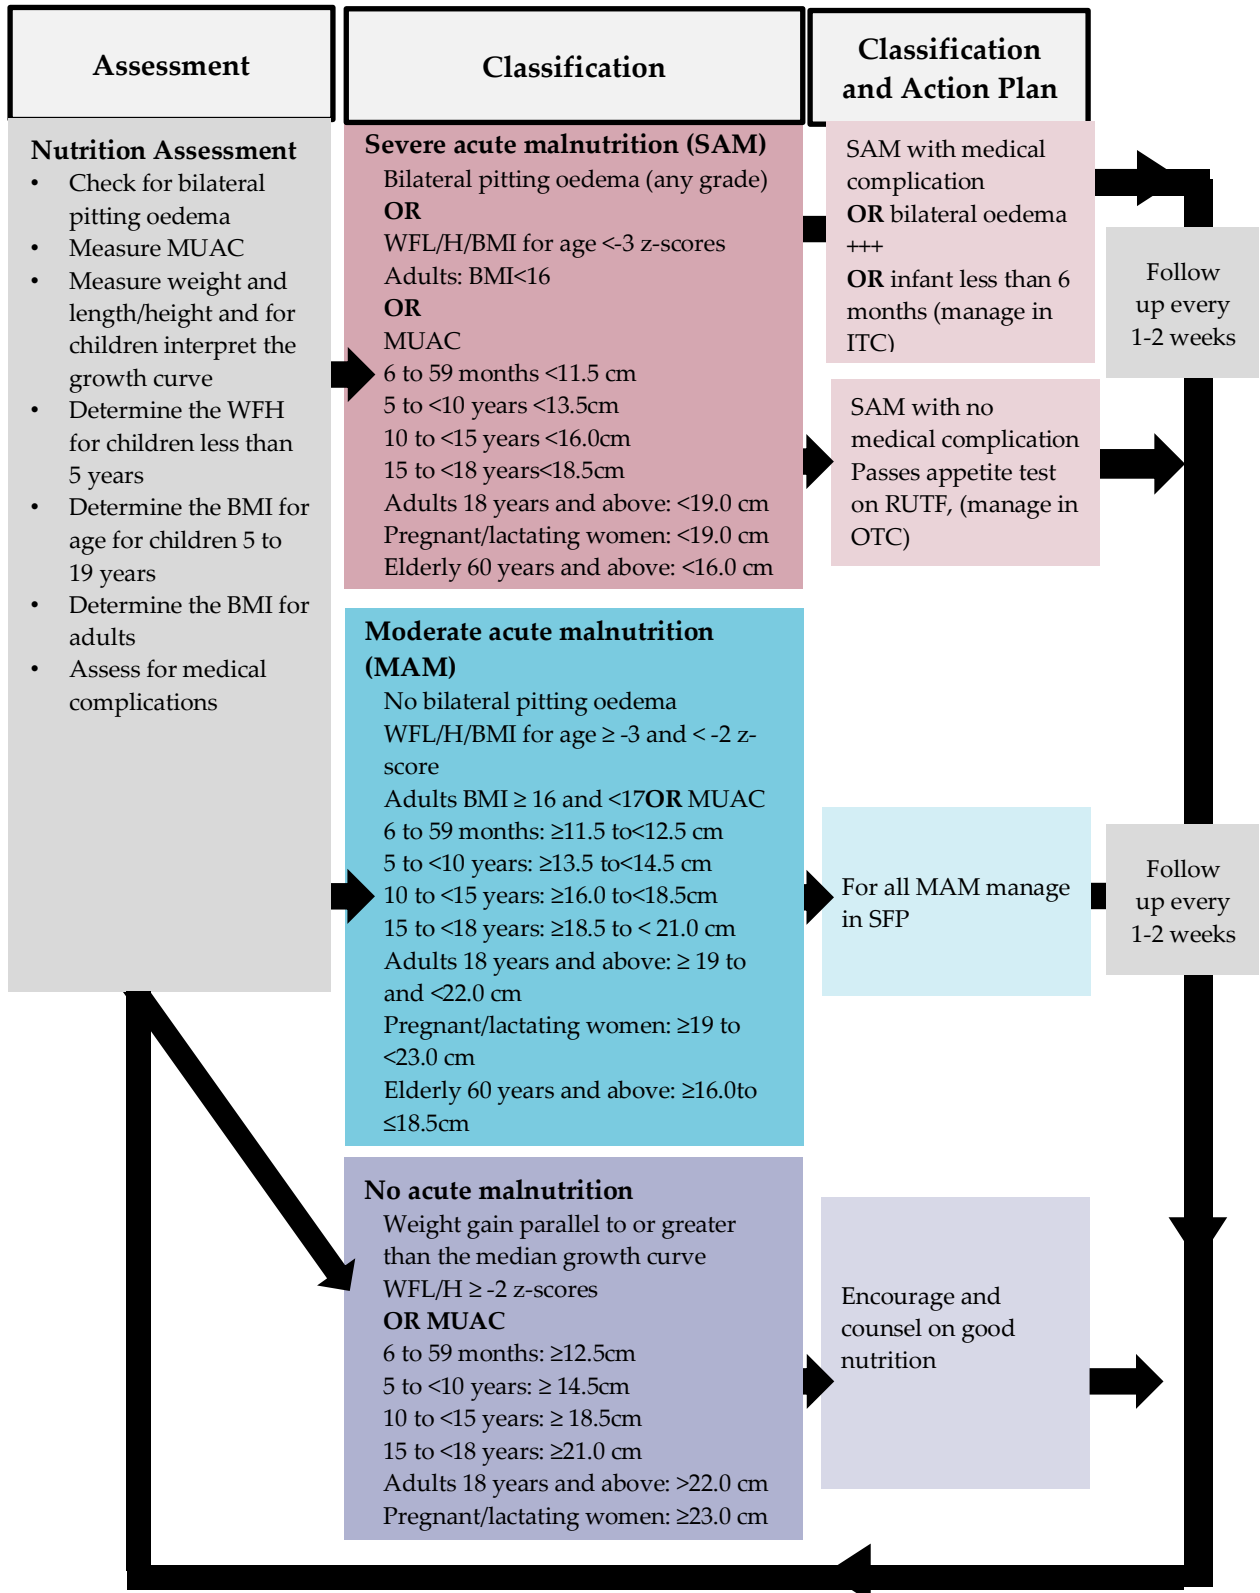 Assessment
Classification
Classification
and Action Plan
Nutrition Assessment
• Check for bilateral
pitting oedema
• Measure MUAC
• Measure weight and
length/height and for
children interpret the
growth curve
• Determine the WFH
for children less than
5 years
• Determine the BMI for
age for children 5 to
19 years
• Determine the BMI for
adults
• Assess for medical
complications
Severe acute malnutrition (SAM)
Bilateral pitting oedema (any grade)
OR
WFL/H/BMI for age <-3 z-scores
Adults: BMI<16
OR
MUAC
6 to 59 months <11.5 cm
5 to <10 years <13.5cm
10 to <15 years <16.0cm
15 to <18 years<18.5cm
Adults 18 years and above: <19.0 cm
Pregnant/lactating women: <19.0 cm
Elderly 60 years and above: <16.0 cm
SAM with medical
complication
OR bilateral oedema
+++
OR infant less than 6
months (manage in
ITC)
SAM with no
medical complication
Passes appetite test
on RUTF, (manage in
OTC)
Follow
up every
1-2 weeks
Moderate acute malnutrition
(MAM)
No bilateral pitting oedema
WFL/H/BMI for age ≥ -3 and < -2 z-
score
Adults BMI ≥ 16 and <17OR MUAC
6 to 59 months: ≥11.5 to<12.5 cm
5 to <10 years: ≥13.5 to<14.5 cm
10 to <15 years: ≥16.0 to<18.5cm
15 to <18 years: ≥18.5 to < 21.0 cm
Adults 18 years and above: ≥ 19 to
and <22.0 cm
Pregnant/lactating women: ≥19 to
<23.0 cm
Elderly 60 years and above: ≥16.0to
≤18.5cm
For all MAM manage
in SFP
Follow
up every
1-2 weeks
No acute malnutrition
Weight gain parallel to or greater
than the median growth curve
WFL/H ≥ -2 z-scores
OR MUAC
6 to 59 months: ≥12.5cm
5 to <10 years: ≥ 14.5cm
10 to <15 years: ≥ 18.5cm
15 to <18 years: ≥21.0 cm
Adults 18 years and above: >22.0 cm
Pregnant/lactating women: ≥23.0 cm
Encourage and
counsel on good
nutrition